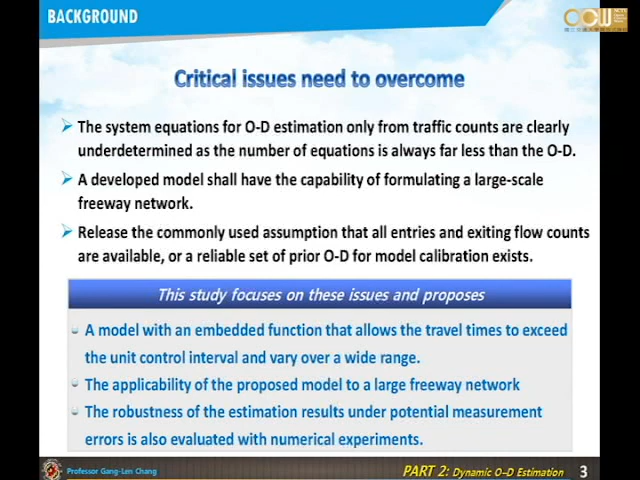 BACKGROUND
OCW
Critical issues need to overcome
The system equations for O-D estimation only from traffic counts are clearly
underdetermined as the number of equations is always far less than the O-D.
A developed model shall have the capability of formulating a large-scale
freeway network.
Release the commonly used assumption that all entries and exiting flow counts
are available, or a reliable set of prior O-D for model calibration exists.
This study focuses on these issues and proposes
A model with an embedded function that allows the travel times to exceed
the unit control interval and vary over a wide range.
The applicability of the proposed model to a large freeway network
The robustness of the estimation results under potential measurement
errors is also evaluated with numerical experiments.
Professor Gang-Len Chang
PART 2: Dynamic O-D Estimation
3